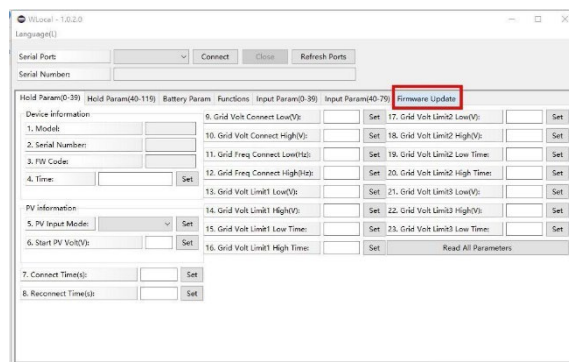 WLocal - 1.0.2.0
Language(L)
Serial Port: Connect Close Refresh Ports
Serial Number:
Hold Param(0-39) Hold Param(40-119) Battery Param Functions Input Param(0-39) Input Param(40-79) Firmware Update
Device information
1. Model:
2. Serial Number:
3. FW Code:
4. Time: Set
PV information
5. PV Input Mode: Set
6. Start PV Volt(V): Set
7. Connect Time(s): Set
8. Reconnect Time(s): Set
9. Grid Volt Connect Low(V): Set
10. Grid Volt Connect High(V): Set
11. Grid Freq Connect Low(Hz): Set
12. Grid Freq Connect High(Hz): Set
13. Grid Volt Limit1 Low(V): Set
14. Grid Volt Limit1 High(V): Set
15. Grid Volt Limit1 Low Time: Set
16. Grid Volt Limit1 High Time: Set
17. Grid Volt Limit2 Low(V): Set
18. Grid Volt Limit2 High(V): Set
19. Grid Volt Limit2 Low Time: Set
20. Grid Volt Limit2 High Time: Set
21. Grid Volt Limit3 Low(V): Set
22. Grid Volt Limit3 High(V): Set
23. Grid Volt Limit3 Low Time: Set
Read All Parameters